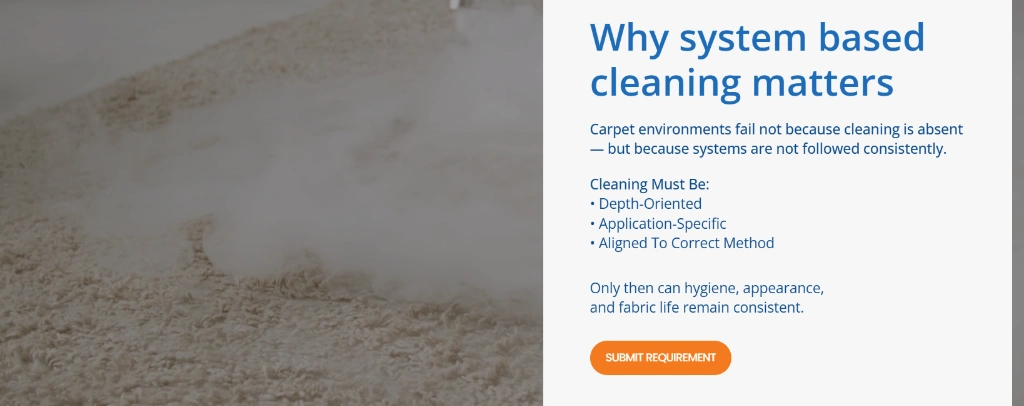 Why system based
cleaning matters
Carpet environments fail not because cleaning is absent
— but because systems are not followed consistently.
Cleaning Must Be:
• Depth-Oriented
• Application-Specific
• Aligned To Correct Method
Only then can hygiene, appearance,
and fabric life remain consistent.
SUBMIT REQUIREMENT